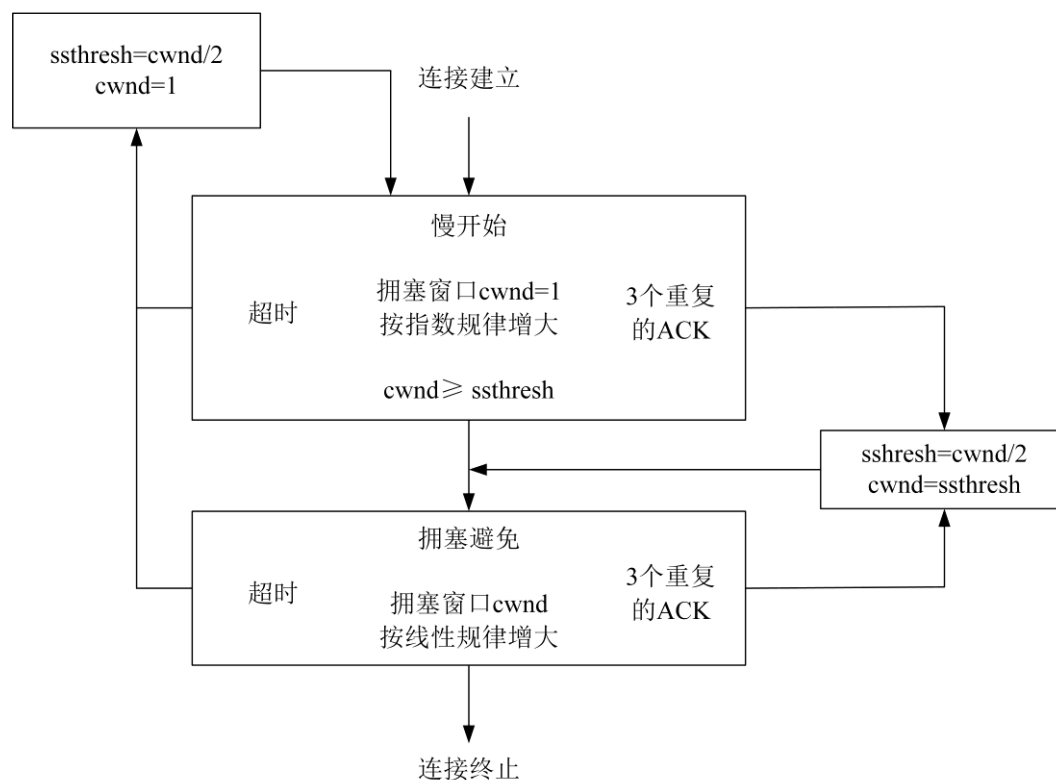 ssthresh=cwnd/2
cwnd=1
连接建立
慢开始
超时
拥塞窗口cwnd=1
按指数规律增大
3个重复
的ACK
cwnd≥ ssthresh
sshresh=cwnd/2
cwnd=ssthresh
拥塞避免
超时
拥塞窗口cwnd
按线性规律增大
3个重复
的ACK
连接终止